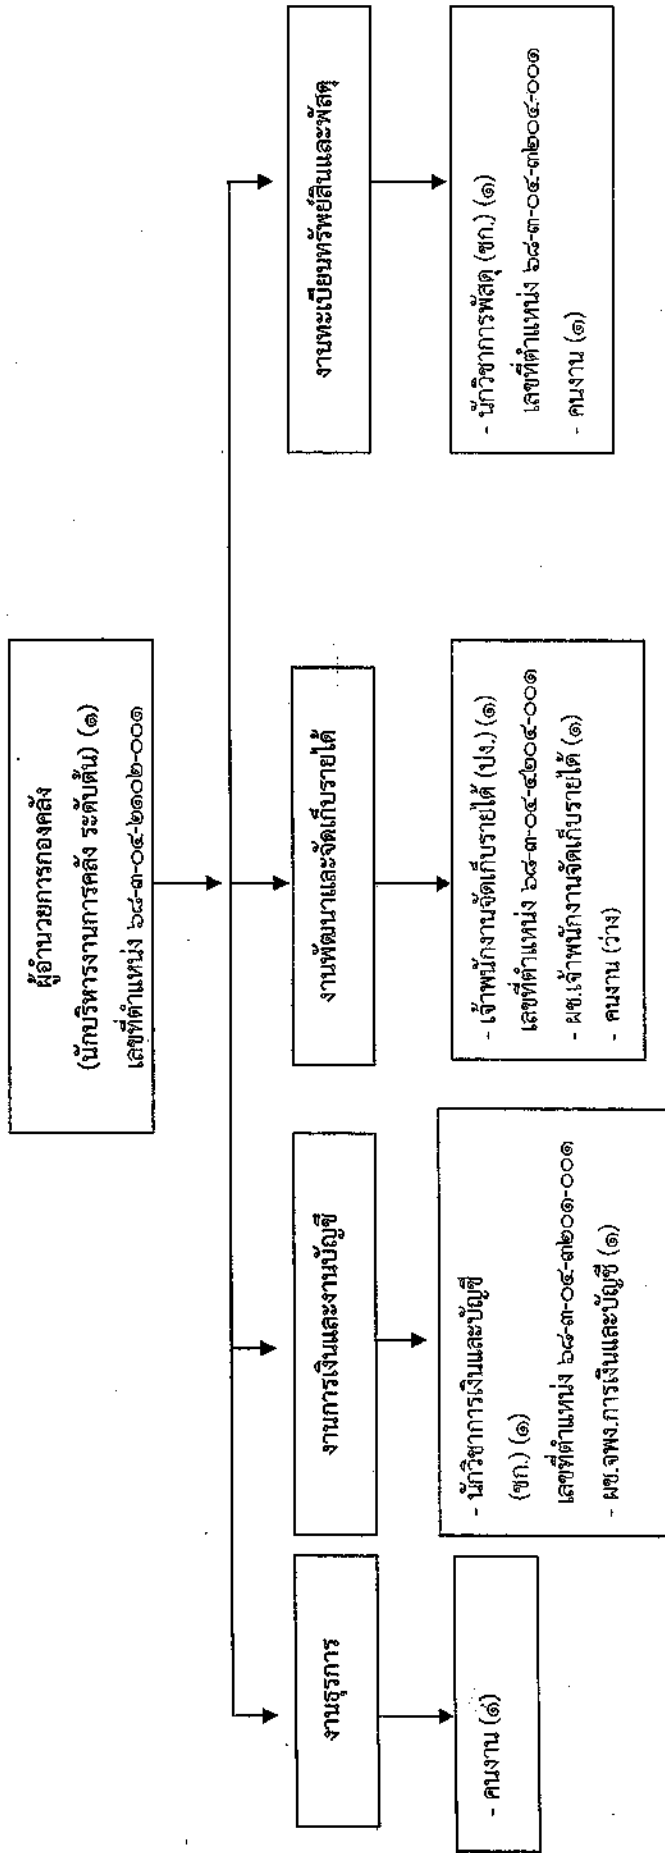 ผู้อำนวยการกองคลัง
(นักบริหารงานการคลัง ระดับต้น) (๑)
เลขที่ตำแหน่ง ๖๘-๓-๐๔-๒๑๐๒-๐๐๑
งานธุรการ
- คนงาน (๑)
งานการเงินและงานบัญชี
- นักวิชาการเงินและบัญชี
(ชก.) (๑)
เลขที่ตำแหน่ง ๖๘-๓-๐๔-๓๒๐๑-๐๐๑
- ผช.จพง.การเงินและบัญชี (๑)
งานพัฒนาและจัดเก็บรายได้
- เจ้าพนักงานจัดเก็บรายได้ (ปง.) (๑)
เลขที่ตำแหน่ง ๖๘-๓-๐๔-๔๒๐๔-๐๐๑
- ผช.เจ้าพนักงานจัดเก็บรายได้ (๑)
- คนงาน (ว่าง)
งานทะเบียนทรัพย์สินและพัสดุ
- นักวิชาการพัสดุ (ชก.) (๑)
เลขที่ตำแหน่ง ๖๘-๓-๐๔-๓๒๐๔-๐๐๑
- คนงาน (๑)